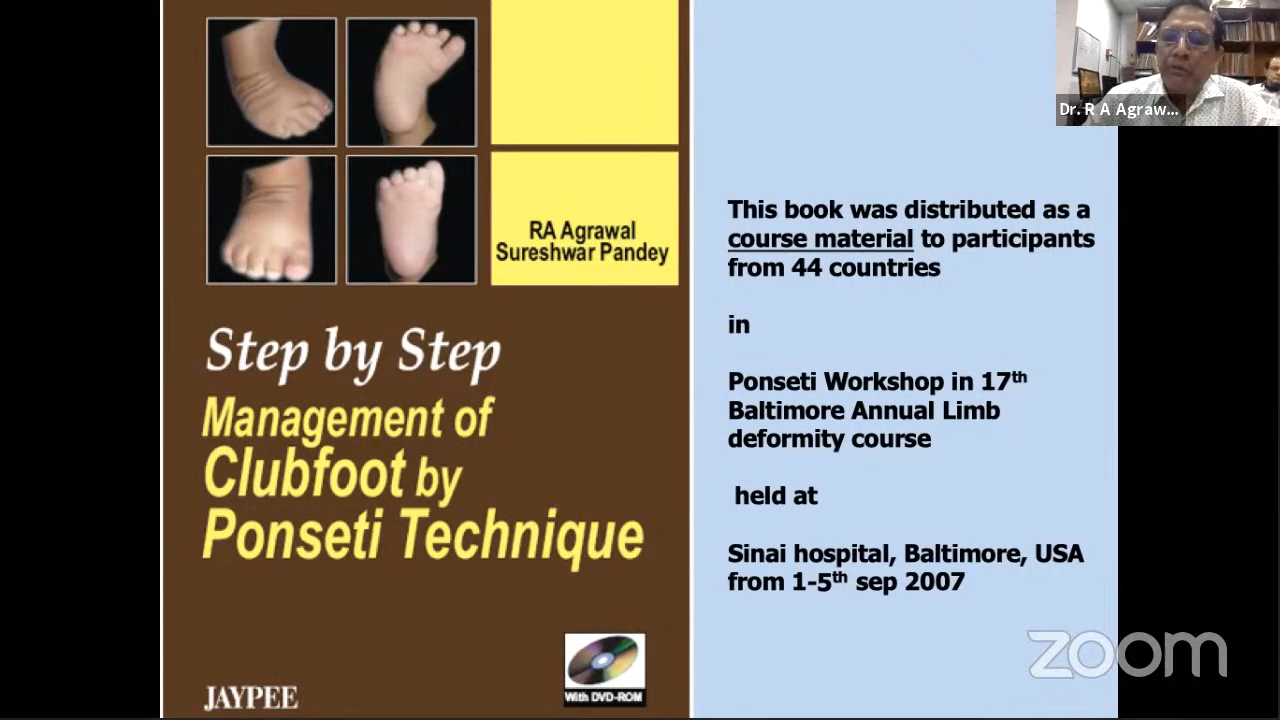 RA Agrawal
Sureshwar Pandey
Step by Step
Management of
Clubfoot by
Ponseti Technique
JAYPEE
With DVD-ROM
This book was distributed as a
course material to participants
from 44 countries
in
Ponseti Workshop in 17th
Baltimore Annual Limb
deformity course
held at
Sinai hospital, Baltimore, USA
from 1-5th sep 2007
Dr. R A Agraw...
zoom